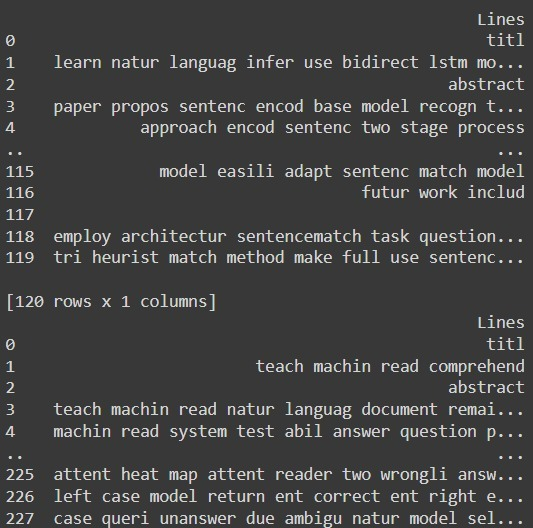 Lines
0 titl
1 learn natur languag infer use bidirect lstm mo...
2 abstract
3 paper propos sentenc encod base model recogn t...
4 approach encod sentenc two stage process
.. ...
115 model easili adapt sentenc match model
116 futur work includ
117
118 employ architectur sentencematch task question...
119 tri heurist match method make full use sentenc...
[120 rows x 1 columns]
Lines
0 titl
1 teach machin read comprehend
2 abstract
3 teach machin read natur languag document remai...
4 machin read system test abil answer question p...
.. ...
225 attent heat map attent reader two wrongli answ...
226 left case model return ent correct ent right e...
227 case queri unanswer due ambigu natur model sel...